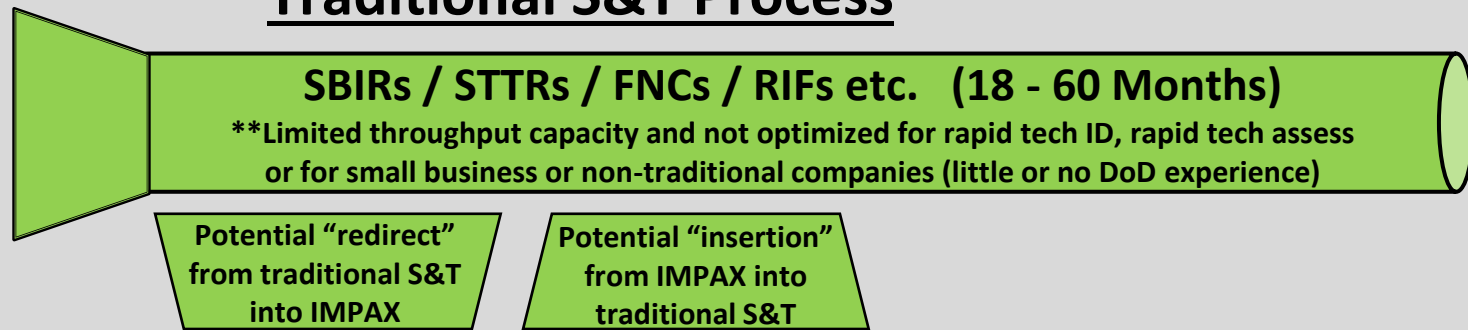 Traditional S&T Process
SBIRs / STTRs / FNCs / RIFs etc. (18 - 60 Months)
**Limited throughput capacity and not optimized for rapid tech ID, rapid tech assess
or for small business or non-traditional companies (little or no DoD experience)
Potential “redirect”
from traditional S&T
into IMPAX
Potential “insertion”
from IMPAX into
traditional S&T